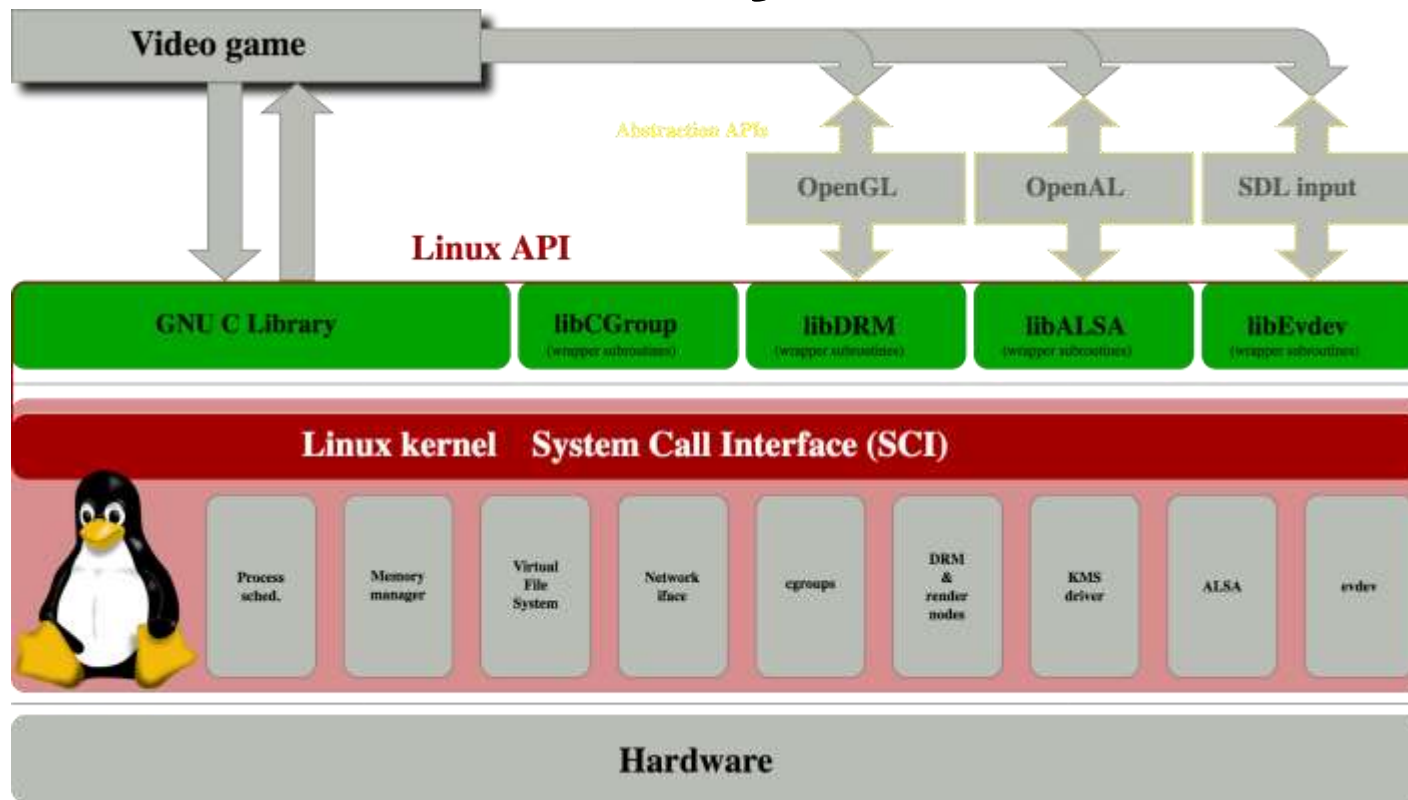 Video game
Abstraction APIs
OpenGL
OpenAL
SDL input
Linux API
GNU C Library
libCGroup
(wrapper subroutines)
libDRM
(wrapper subroutines)
libALSA
(wrapper subroutines)
libEvdev
(wrapper subroutines)
Linux kernel System Call Interface (SCI)
Process
sched.
Memory
manager
Virtual
File
System
Network
iface
cgroups
DRM
&
render
nodes
KMS
driver
ALSA
evdev
Hardware